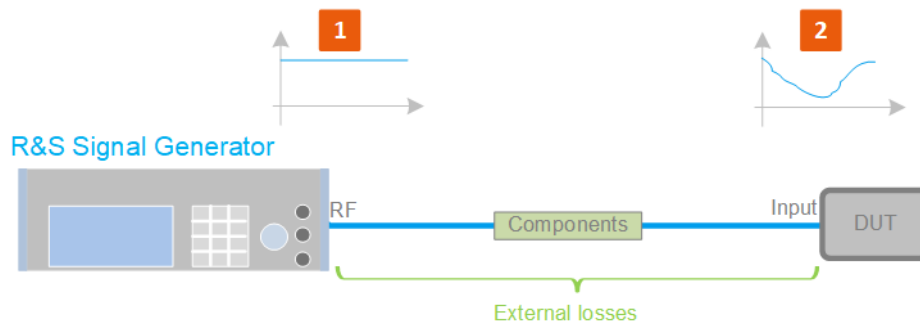 1
2
R&S Signal Generator
RF
Components
Input
DUT
External losses